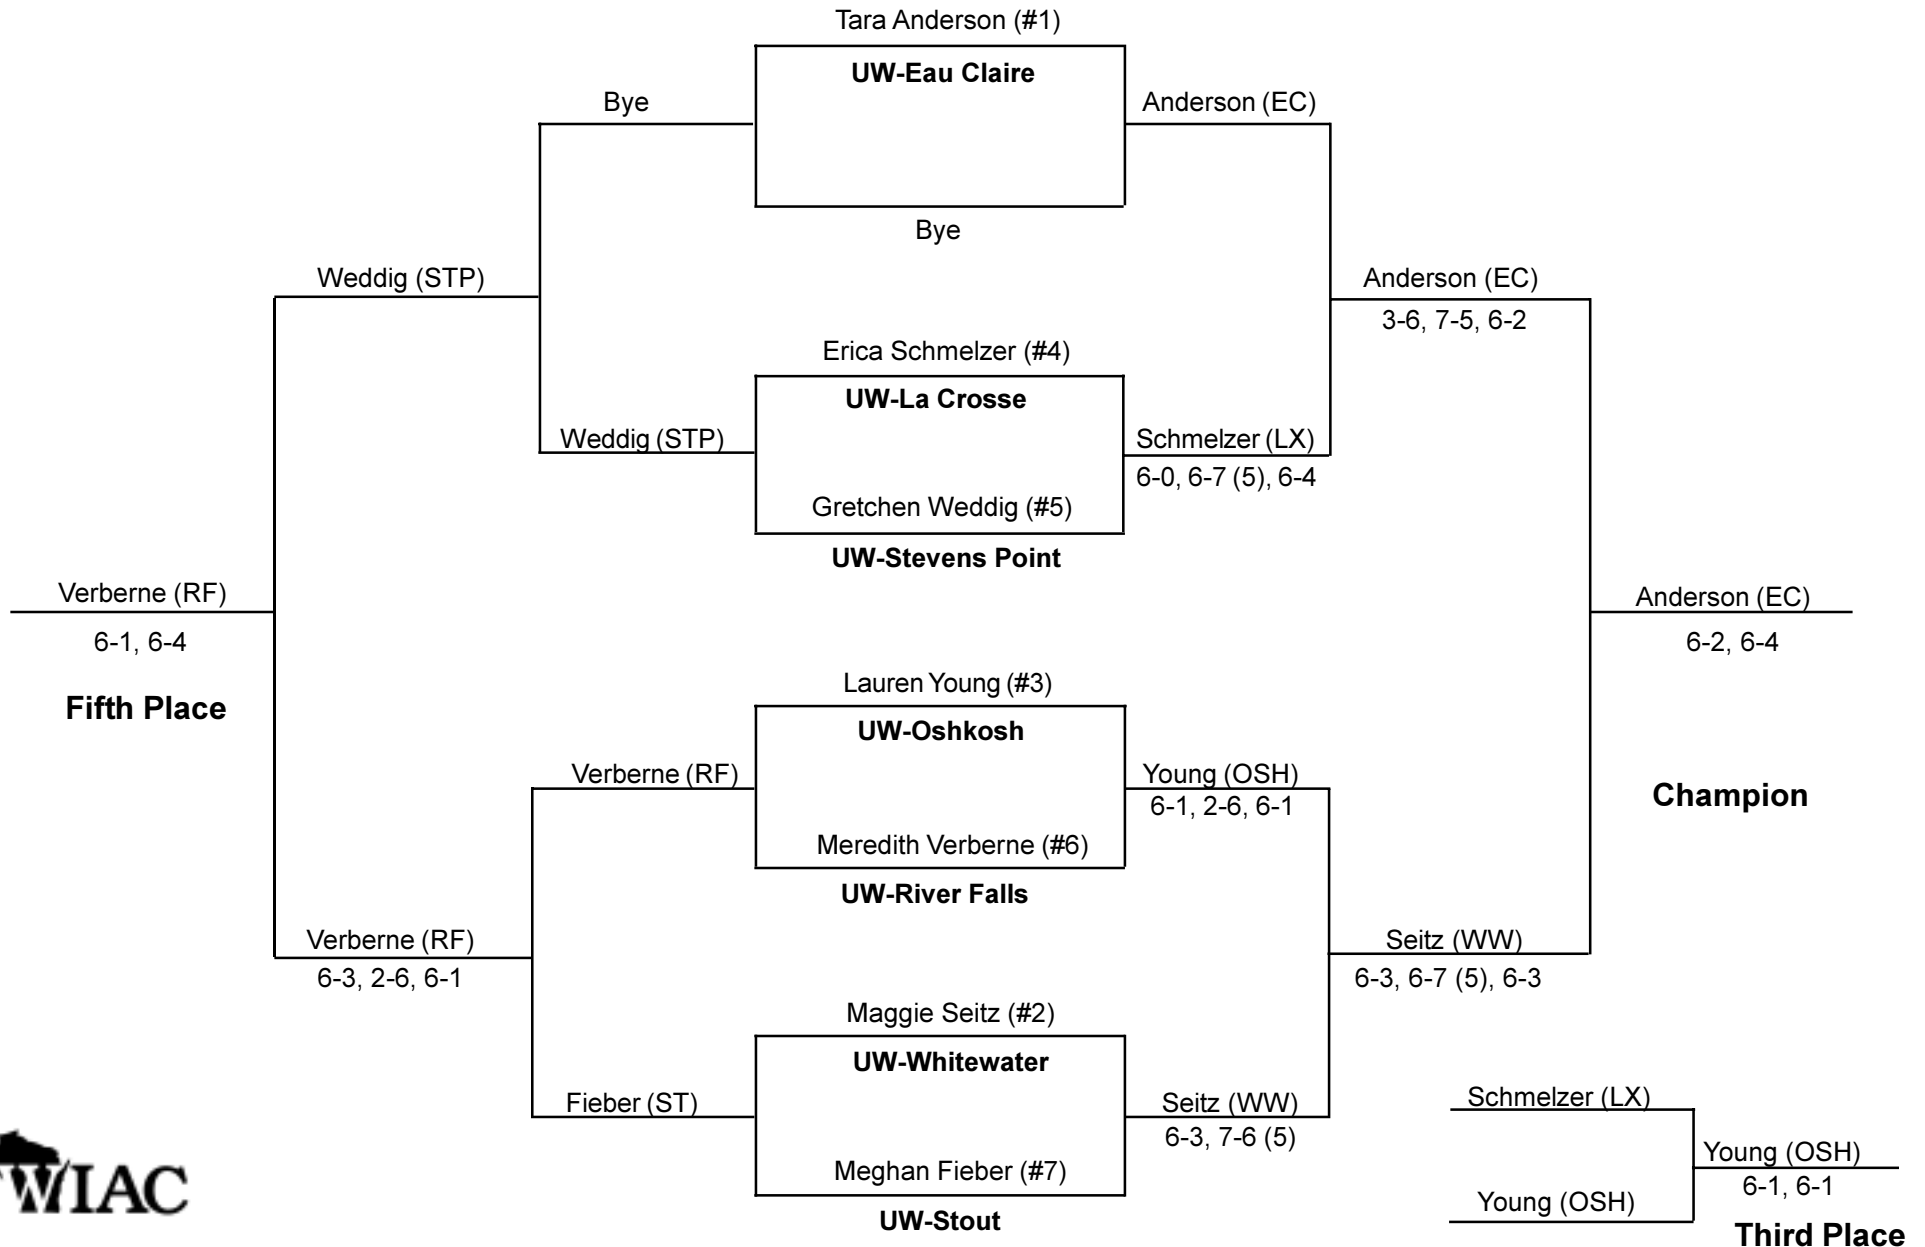 Tara Anderson (#1)
UW-Eau Claire
Bye
Anderson (EC)
Bye
Weddig (STP)
Anderson (EC)
3-6, 7-5, 6-2
Erica Schmelzer (#4)
UW-La Crosse
Weddig (STP)
Schmelzer (LX)
6-0, 6-7 (5), 6-4
Gretchen Weddig (#5)
UW-Stevens Point
Verberne (RF)
6-1, 6-4
Fifth Place
Anderson (EC)
6-2, 6-4
Champion
Lauren Young (#3)
UW-Oshkosh
Verberne (RF)
Young (OSH)
6-1, 2-6, 6-1
Meredith Verberne (#6)
UW-River Falls
Verberne (RF)
6-3, 2-6, 6-1
Seitz (WW)
6-3, 6-7 (5), 6-3
Maggie Seitz (#2)
UW-Whitewater
Fieber (ST)
Seitz (WW)
6-3, 7-6 (5)
Meghan Fieber (#7)
UW-Stout
Schmelzer (LX)
Young (OSH)
6-1, 6-1
Young (OSH)
Third Place
WIAC